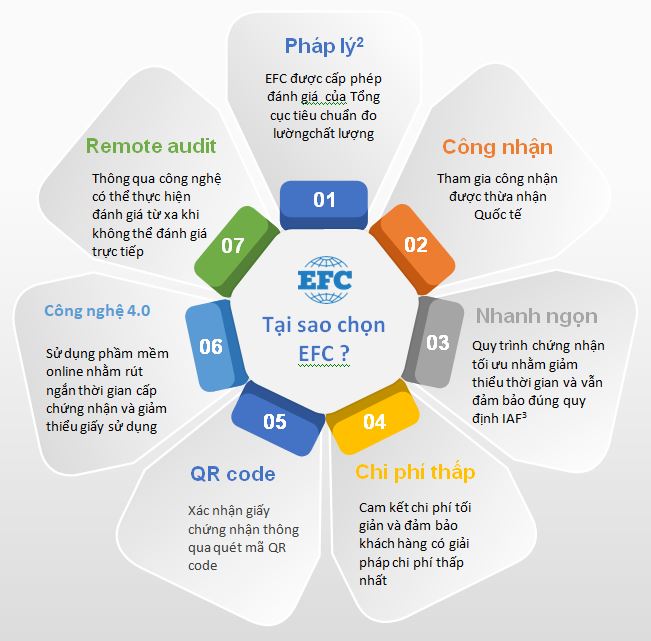 Pháp lý²
EFC được cấp phép
đánh giá của Tổng
cục tiêu chuẩn đo
lườngchất lượng
01
Công nhận
Tham gia công nhận
được thừa nhận
Quốc tế
02
Nhanh ngọn
Quy trình chứng nhận
tối ưu nhằm giảm
thiểu thời gian và vẫn
đảm bảo đúng quy
định IAF³
03
Chi phí thấp
Cam kết chi phí tối
giản và đảm bảo
khách hàng có giải
pháp chi phí thấp
nhất
04
QR code
Xác nhận giấy
chứng nhận thông
qua quét mã QR
code
05
Công nghệ 4.0
Sử dụng phầm mềm
online nhằm rút
ngắn thời gian cấp
chứng nhận và giảm
thiểu giấy sử dụng
06
Remote audit
Thông qua công nghệ
có thể thực hiện
đánh giá từ xa khi
không thể đánh giá
trực tiếp
07
EFC
Tại sao chọn
EFC ?